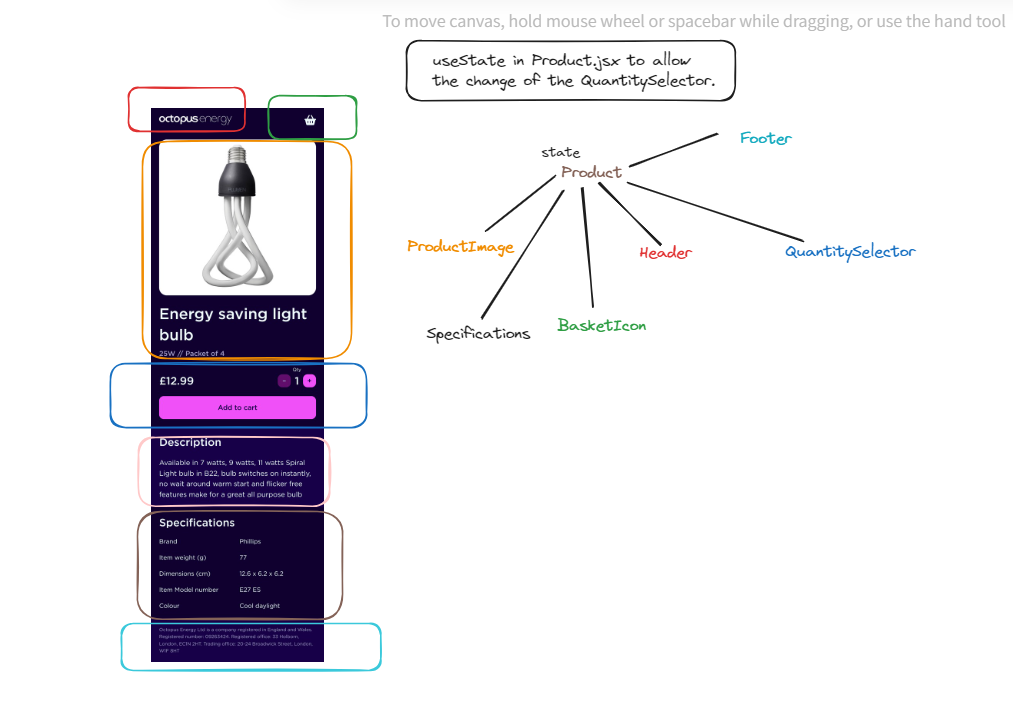 To move canvas, hold mouse wheel or spacebar while dragging, or use the hand tool
useState in Product.jsx to allow
the change of the QuantitySelector.
octopusenergy
state
Product
Footer
ProductImage
Header
QuantitySelector
Specifications
BasketIcon
Energy saving light
bulb
25W // Packet of 4
Qty
£12.99 - 1 +
Add to cart
Description
Available in 7 watts, 9 watts, 11 watts Spiral
Light bulb in B22, bulb switches on instantly,
no wait around warm start and flicker free
features make for a great all purpose bulb
Specifications
Brand Phillips
Item weight (g) 77
Dimensions (cm) 12.6 x 6.2 x 6.2
Item Model number E27 ES
Colour Cool daylight
Octopus Energy Ltd is a company registered in England and Wales.
Registered number: Registered office: Holborn,
London, EC1N 2HT. Trading office: 20-24 Broadwick Street, London,
W1F 8HT